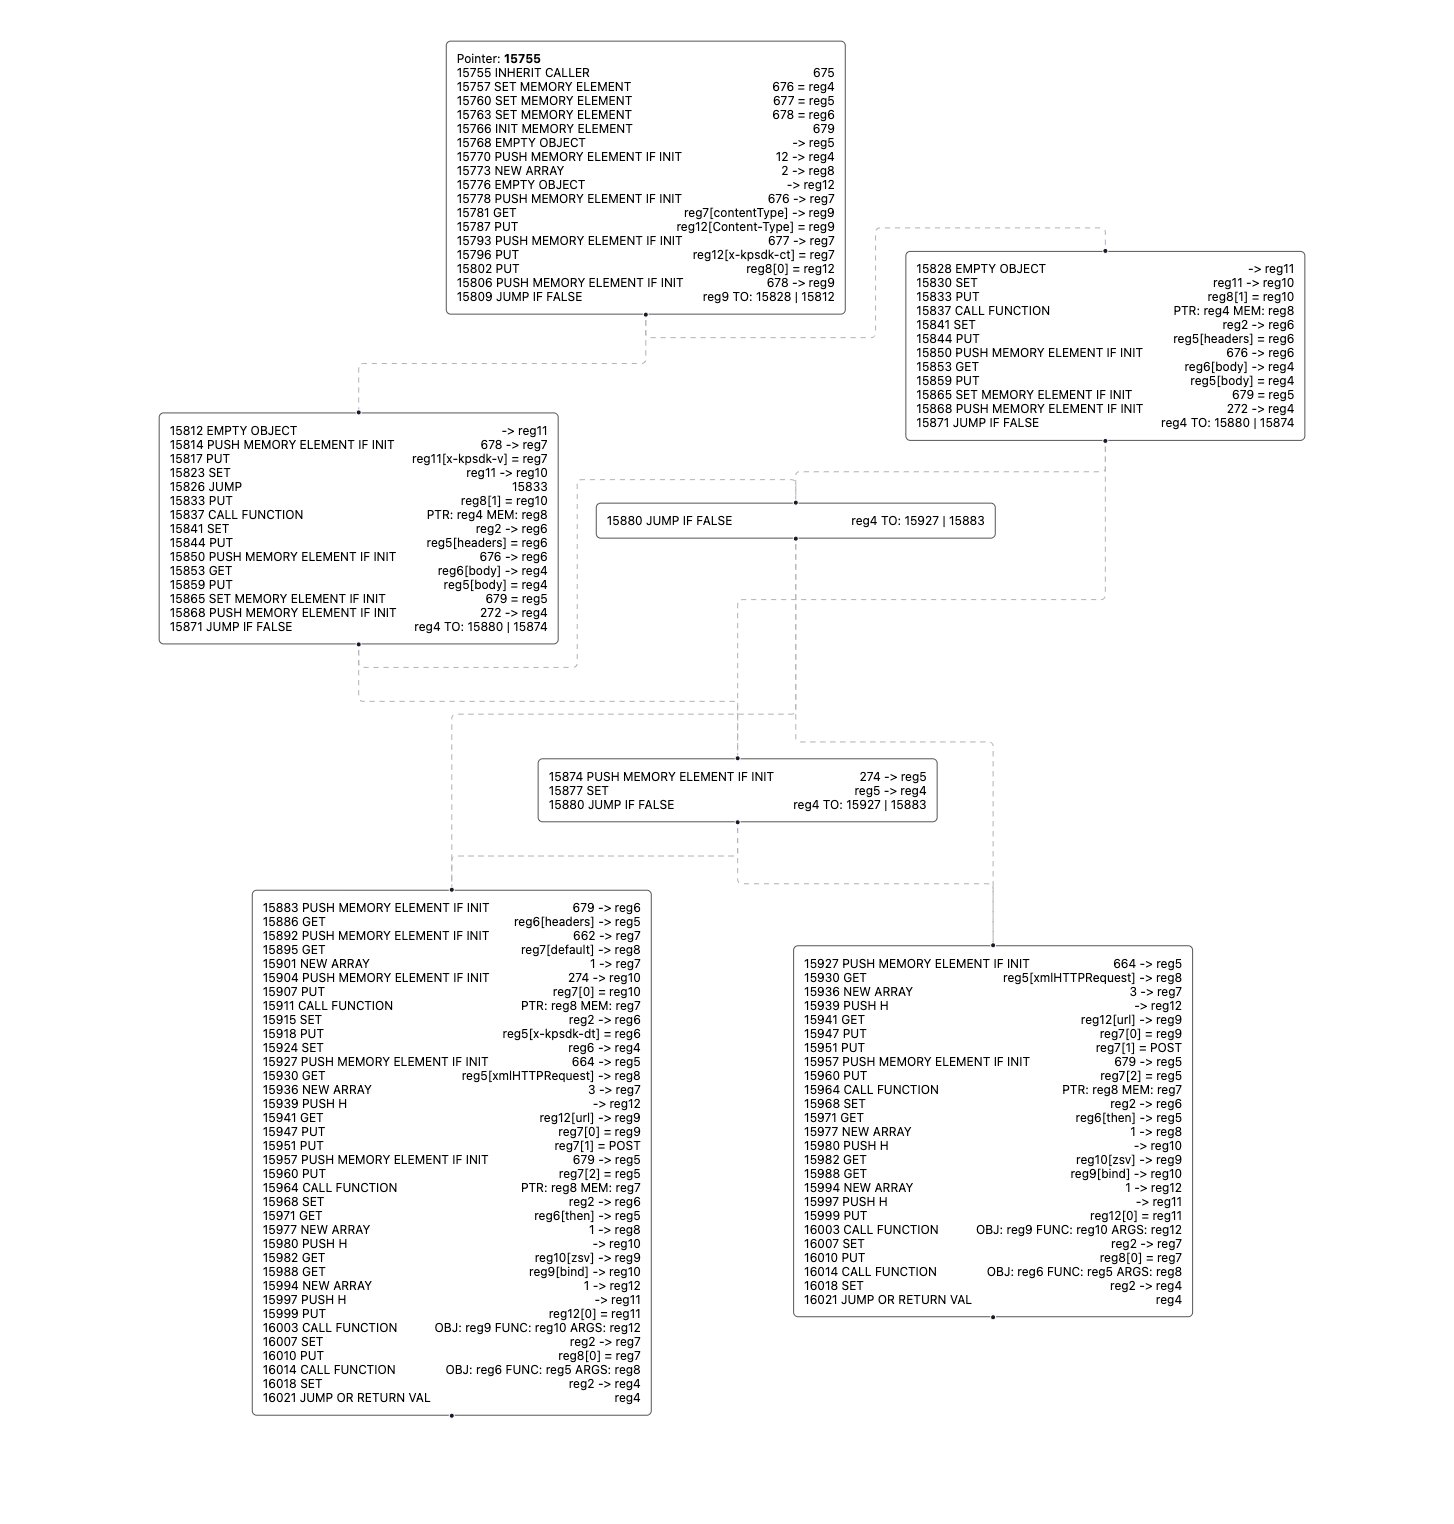 Pointer: 15755
15755 INHERIT CALLER 675
15757 SET MEMORY ELEMENT 676 = reg4
15760 SET MEMORY ELEMENT 677 = reg5
15763 SET MEMORY ELEMENT 678 = reg6
15766 INIT MEMORY ELEMENT 679
15768 EMPTY OBJECT -> reg5
15770 PUSH MEMORY ELEMENT IF INIT 12 -> reg4
15773 NEW ARRAY 2 -> reg8
15776 EMPTY OBJECT -> reg12
15778 PUSH MEMORY ELEMENT IF INIT 676 -> reg7
15781 GET reg7[contentType] -> reg9
15787 PUT reg12[Content-Type] = reg9
15793 PUSH MEMORY ELEMENT IF INIT 677 -> reg7
15796 PUT reg12[x-kpsdk-ct] = reg7
15802 PUT reg8[0] = reg12
15806 PUSH MEMORY ELEMENT IF INIT 678 -> reg9
15809 JUMP IF FALSE reg9 TO: 15828 | 15812
15828 EMPTY OBJECT -> reg11
15830 SET reg11 -> reg10
15833 PUT reg8[1] = reg10
15837 CALL FUNCTION PTR: reg4 MEM: reg8
15841 SET reg2 -> reg6
15844 PUT reg5[headers] = reg6
15850 PUSH MEMORY ELEMENT IF INIT 676 -> reg6
15853 GET reg6[body] -> reg4
15859 PUT reg5[body] = reg4
15865 SET MEMORY ELEMENT 679 = reg5
15868 PUSH MEMORY ELEMENT IF INIT 272 -> reg4
15871 JUMP IF FALSE reg4 TO: 15880 | 15874
15812 EMPTY OBJECT -> reg11
15814 PUSH MEMORY ELEMENT IF INIT 678 -> reg7
15817 PUT reg11[x-kpsdk-v] = reg7
15823 SET reg11 -> reg10
15826 JUMP 15833
15833 PUT reg8[1] = reg10
15837 CALL FUNCTION PTR: reg4 MEM: reg8
15841 SET reg2 -> reg6
15844 PUT reg5[headers] = reg6
15850 PUSH MEMORY ELEMENT IF INIT 676 -> reg6
15853 GET reg6[body] -> reg4
15859 PUT reg5[body] = reg4
15865 SET MEMORY ELEMENT IF INIT 679 = reg5
15868 PUSH MEMORY ELEMENT IF INIT 272 -> reg4
15871 JUMP IF FALSE reg4 TO: 15880 | 15874
15880 JUMP IF FALSE reg4 TO: 15927 | 15883
15874 PUSH MEMORY ELEMENT IF INIT 274 -> reg5
15877 SET reg5 -> reg4
15880 JUMP IF FALSE reg4 TO: 15927 | 15883
15883 PUSH MEMORY ELEMENT IF INIT 679 -> reg6
15886 GET reg6[headers] -> reg5
15892 PUSH MEMORY ELEMENT IF INIT 662 -> reg7
15895 GET reg7[default] -> reg8
15901 NEW ARRAY 1 -> reg7
15904 PUSH MEMORY ELEMENT IF INIT 274 -> reg10
15907 PUT reg7[0] = reg10
15911 CALL FUNCTION PTR: reg8 MEM: reg7
15915 SET reg2 -> reg6
15918 PUT reg5[x-kpsdk-dt] = reg6
15924 SET reg6 -> reg4
15927 PUSH MEMORY ELEMENT IF INIT 664 -> reg5
15930 GET reg5[xmlHTTPRequest] -> reg8
15936 NEW ARRAY 3 -> reg7
15939 PUSH H -> reg12
15941 GET reg12[url] -> reg9
15947 PUT reg7[0] = reg9
15951 PUT reg7[1] = POST
15957 PUSH MEMORY ELEMENT IF INIT 679 -> reg5
15960 PUT reg7[2] = reg5
15964 CALL FUNCTION PTR: reg8 MEM: reg7
15968 SET reg2 -> reg6
15971 GET reg6[then] -> reg5
15977 NEW ARRAY 1 -> reg8
15980 PUSH H -> reg10
15982 GET reg10[zsv] -> reg9
15988 GET reg9[bind] -> reg10
15994 NEW ARRAY 1 -> reg12
15997 PUSH H -> reg11
15999 PUT reg12[0] = reg11
16003 CALL FUNCTION OBJ: reg9 FUNC: reg10 ARGS: reg12
16007 SET reg2 -> reg7
16010 PUT reg8[0] = reg7
16014 CALL FUNCTION OBJ: reg6 FUNC: reg5 ARGS: reg8
16018 SET reg2 -> reg4
16021 JUMP OR RETURN VAL reg4
15927 PUSH MEMORY ELEMENT IF INIT 664 -> reg5
15930 GET reg5[xmlHTTPRequest] -> reg8
15936 NEW ARRAY 3 -> reg7
15939 PUSH H -> reg12
15941 GET reg12[url] -> reg9
15947 PUT reg7[0] = reg9
15951 PUT reg7[1] = POST
15957 PUSH MEMORY ELEMENT IF INIT 679 -> reg5
15960 PUT reg7[2] = reg5
15964 CALL FUNCTION PTR: reg8 MEM: reg7
15968 SET reg2 -> reg6
15971 GET reg6[then] -> reg5
15977 NEW ARRAY 1 -> reg8
15980 PUSH H -> reg10
15982 GET reg10[zsv] -> reg9
15988 GET reg9[bind] -> reg10
15994 NEW ARRAY 1 -> reg12
15997 PUSH H -> reg11
15999 PUT reg12[0] = reg11
16003 CALL FUNCTION OBJ: reg9 FUNC: reg10 ARGS: reg12
16007 SET reg2 -> reg7
16010 PUT reg8[0] = reg7
16014 CALL FUNCTION OBJ: reg6 FUNC: reg5 ARGS: reg8
16018 SET reg2 -> reg4
16021 JUMP OR RETURN VAL reg4